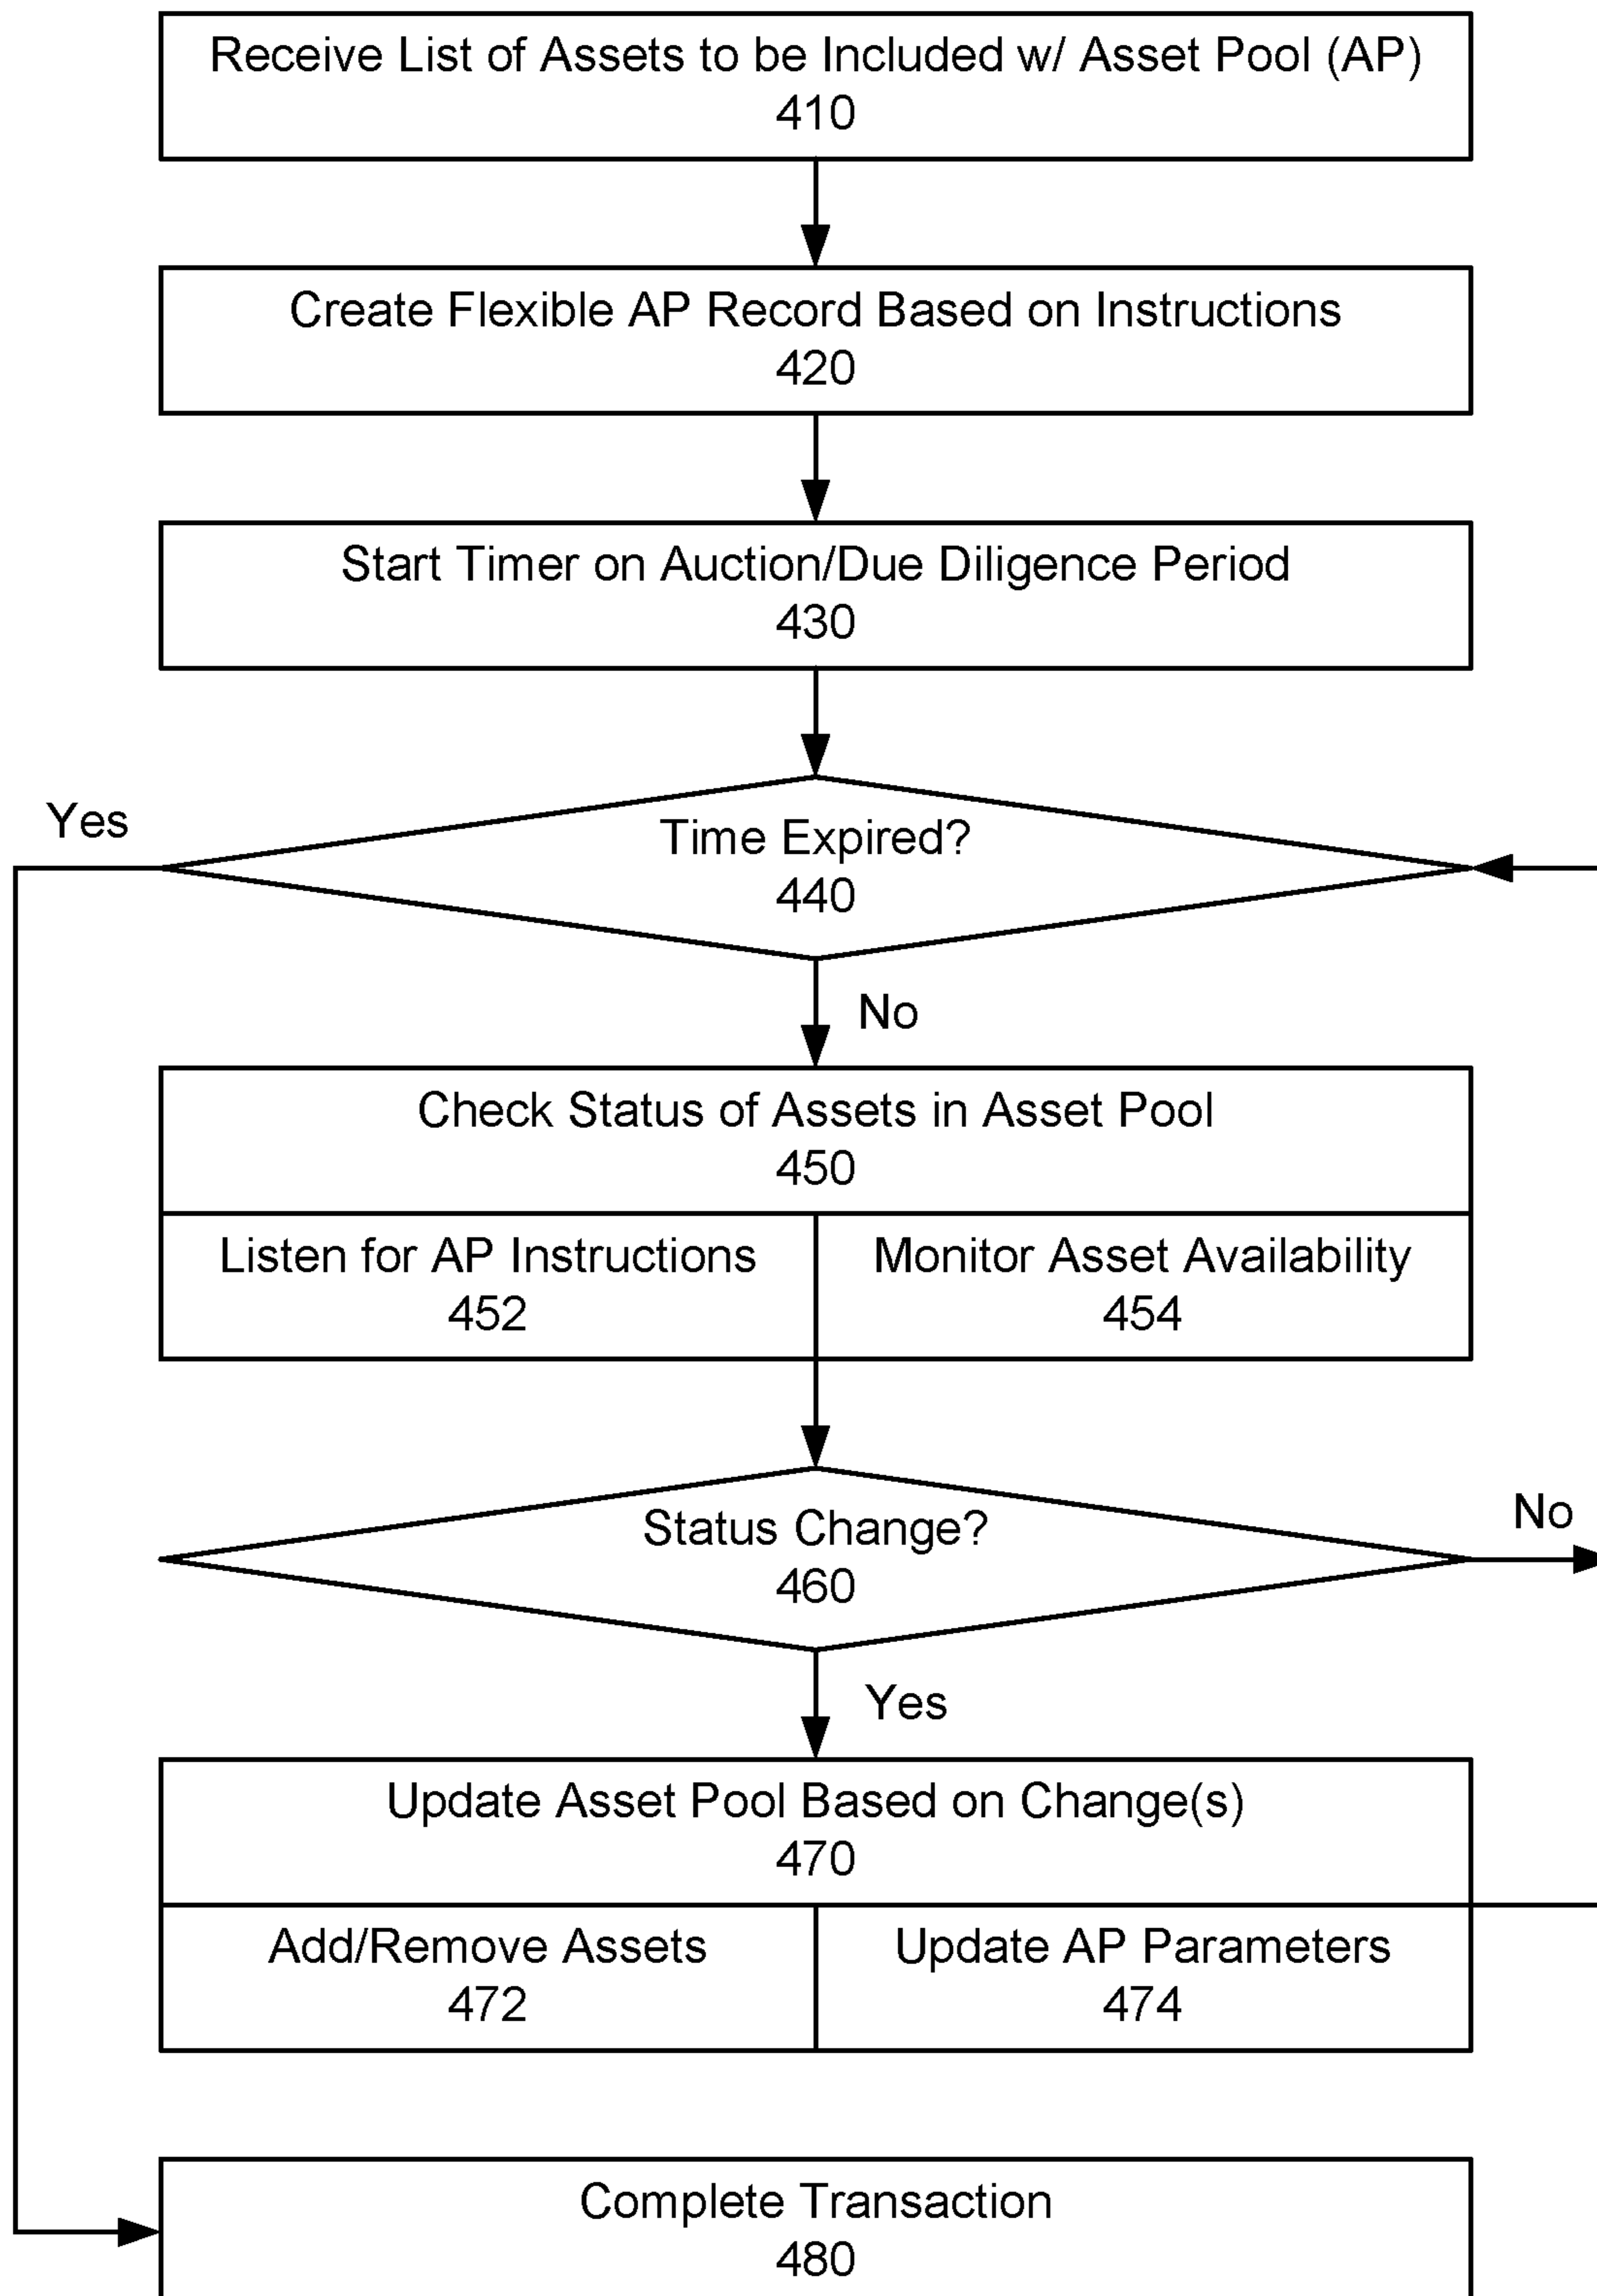 Receive List of Assets to be Included w/ Asset Pool (AP)
410
Create Flexible AP Record Based on Instructions
420
Start Timer on Auction/Due Diligence Period
430
Yes
Time Expired?
440
No
Check Status of Assets in Asset Pool
450
Listen for AP Instructions
452
Monitor Asset Availability
454
Status Change?
460
No
Yes
Update Asset Pool Based on Change(s)
470
Add/Remove Assets
472
Update AP Parameters
474
Complete Transaction
480